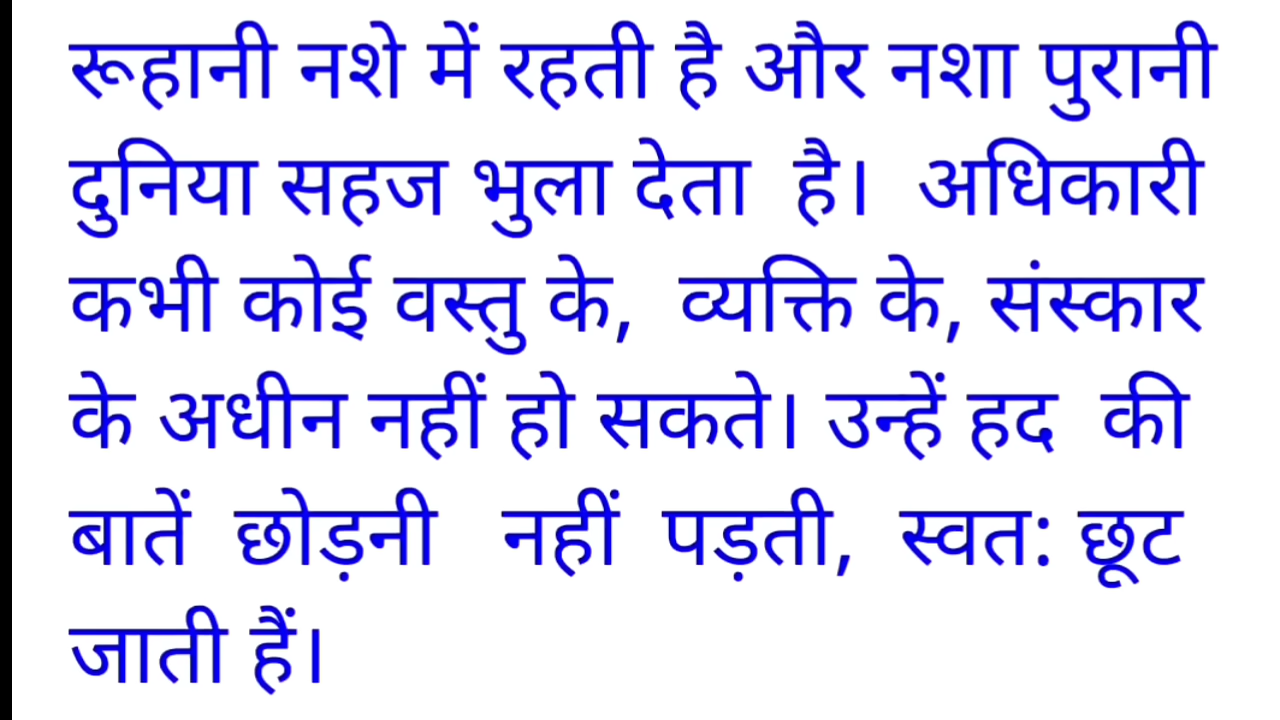 रूहानी नशे में रहती है और नशा पुरानी
दुनिया सहज भुला देता है। अधिकारी
कभी कोई वस्तु के, व्यक्ति के, संस्कार
के अधीन नहीं हो सकते। उन्हें हद की
बातें छोड़नी नहीं पड़ती, स्वत: छूट
जाती हैं।